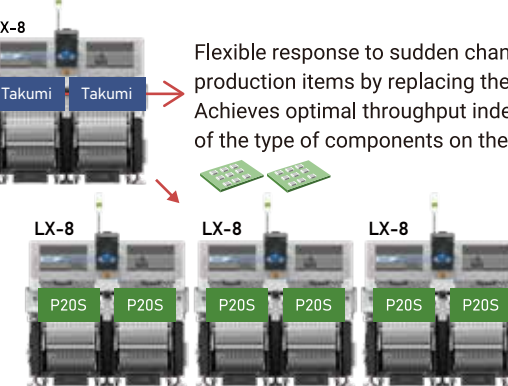 X-8
Takumi Takumi
Flexible response to sudden chan
production items by replacing the
Achieves optimal throughput inde
of the type of components on the
LX-8 LX-8 LX-8
P20S P20S P20S P20S P20S P20S